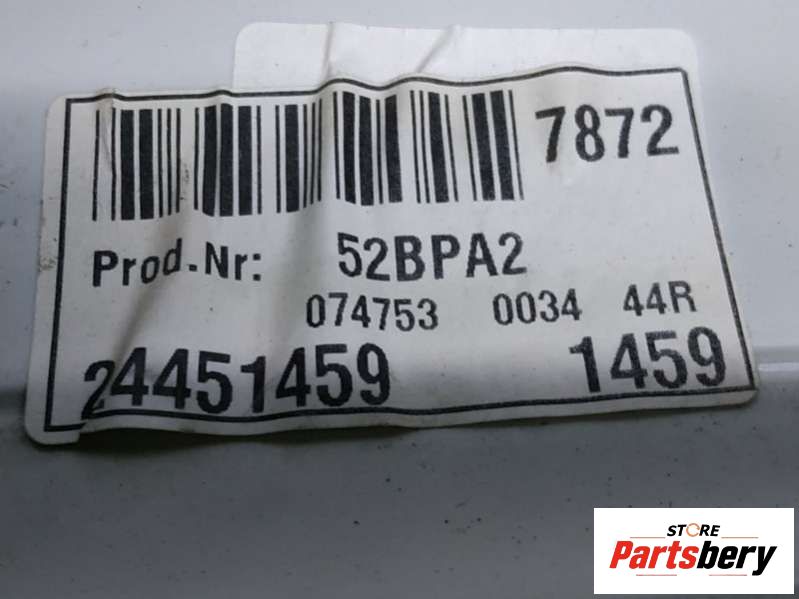 7872
Prod.Nr: 52BPA2
074753 0034 44R
24451459 1459
STORE
Partsbery